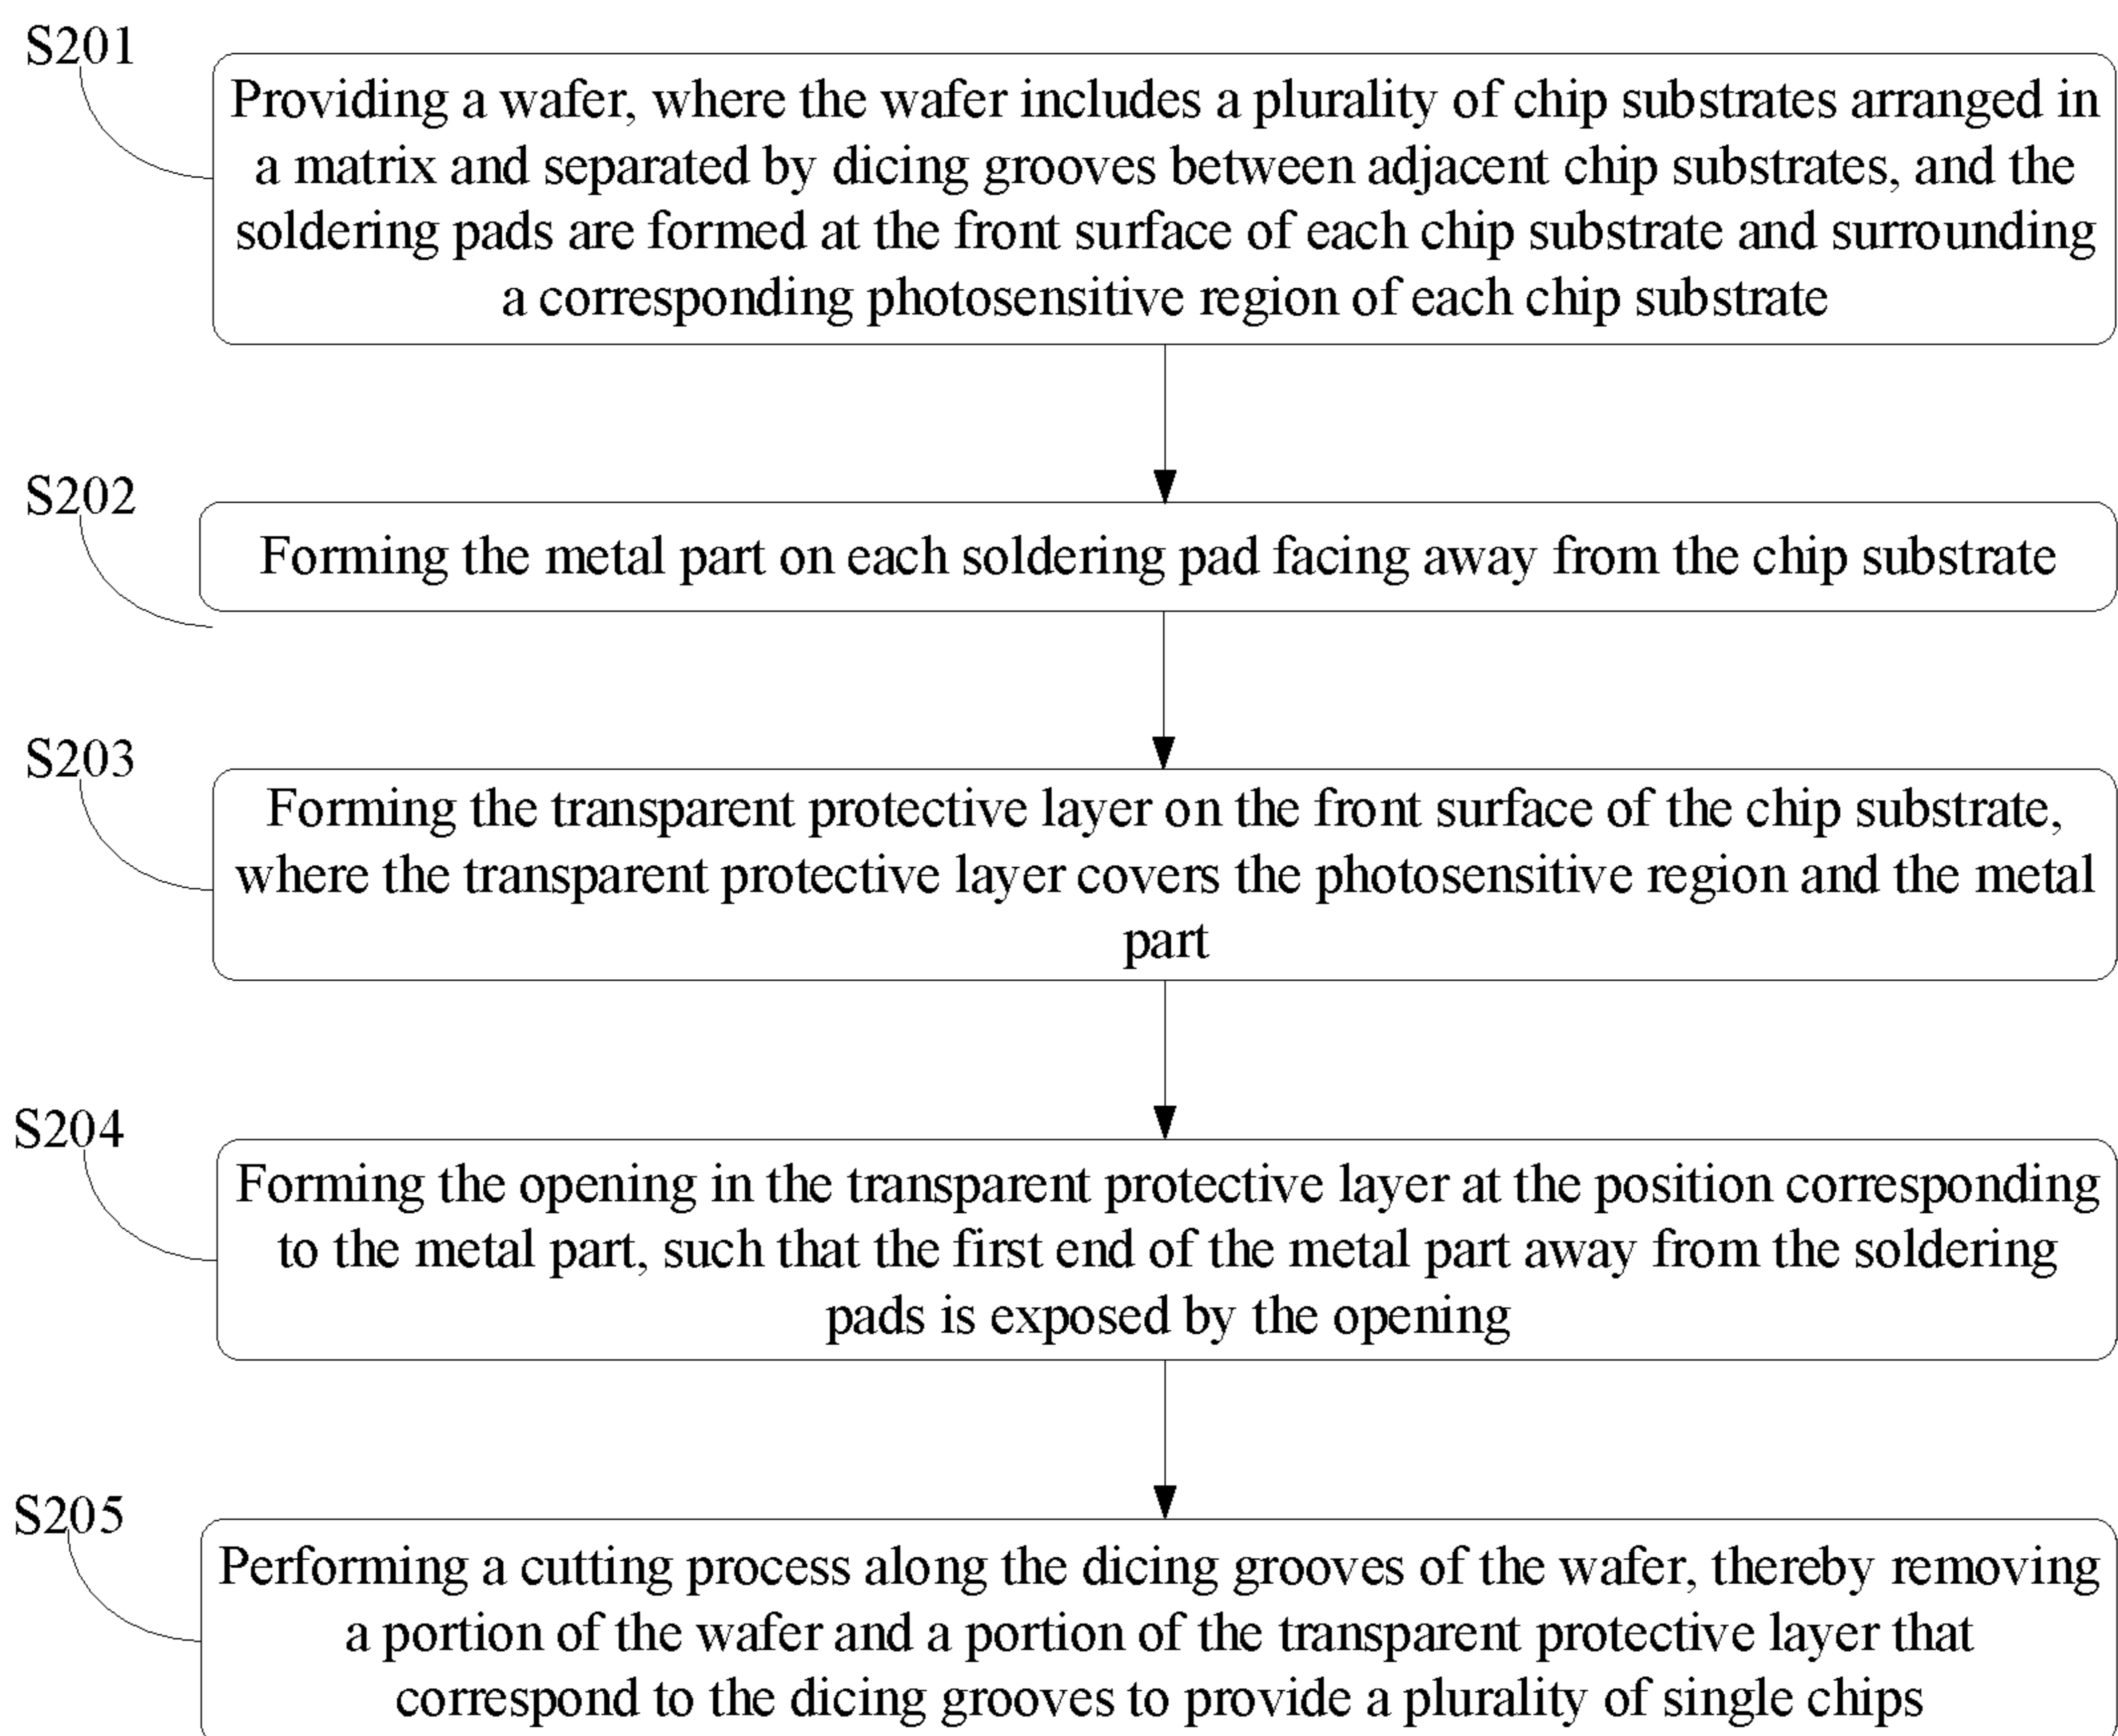 S201
Providing a wafer, where the wafer includes a plurality of chip substrates arranged in
a matrix and separated by dicing grooves between adjacent chip substrates, and the
soldering pads are formed at the front surface of each chip substrate and surrounding
a corresponding photosensitive region of each chip substrate
S202
Forming the metal part on each soldering pad facing away from the chip substrate
S203
Forming the transparent protective layer on the front surface of the chip substrate,
where the transparent protective layer covers the photosensitive region and the metal
part
S204
Forming the opening in the transparent protective layer at the position corresponding
to the metal part, such that the first end of the metal part away from the soldering
pads is exposed by the opening
S205
Performing a cutting process along the dicing grooves of the wafer, thereby removing
a portion of the wafer and a portion of the transparent protective layer that
correspond to the dicing grooves to provide a plurality of single chips